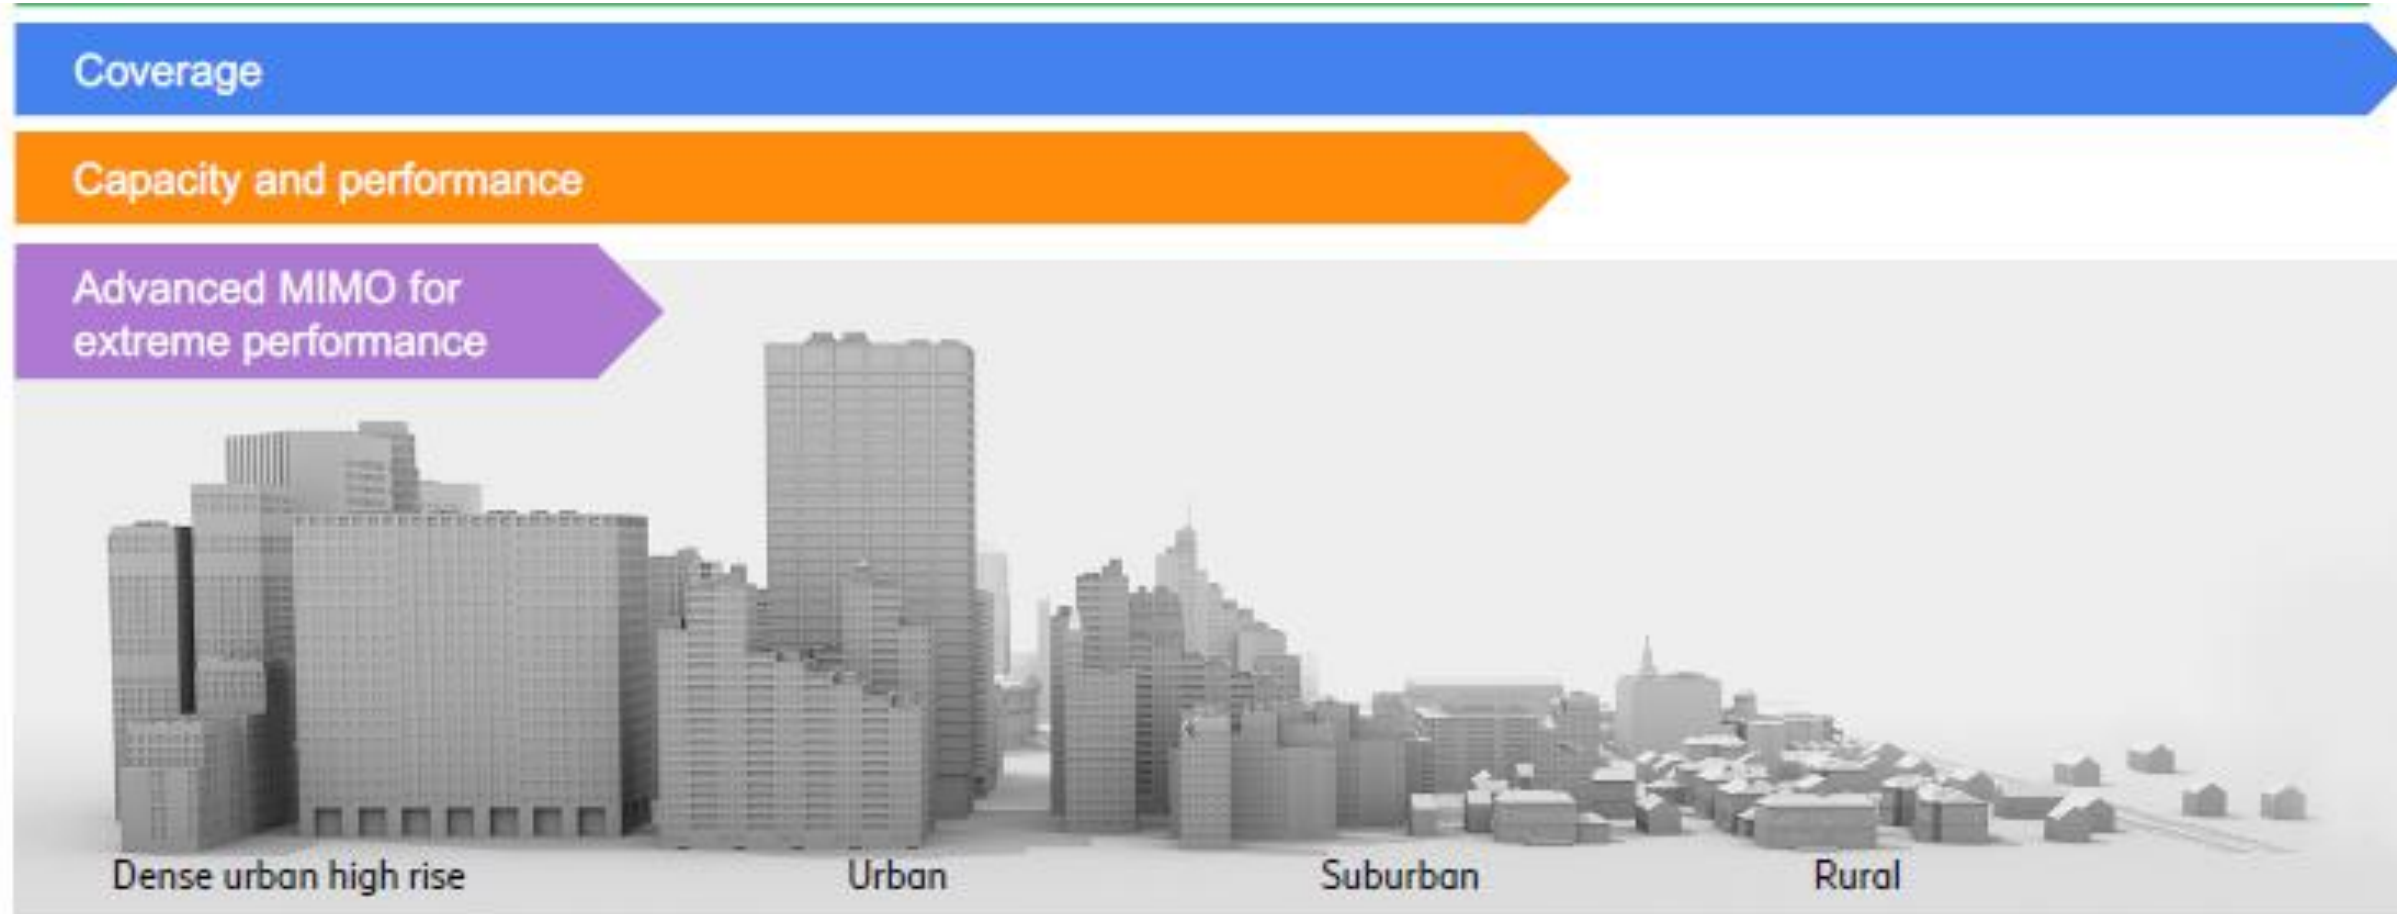 Coverage
Capacity and performance
Advanced MIMO for
extreme performance
Dense urban high rise
Urban
Suburban
Rural